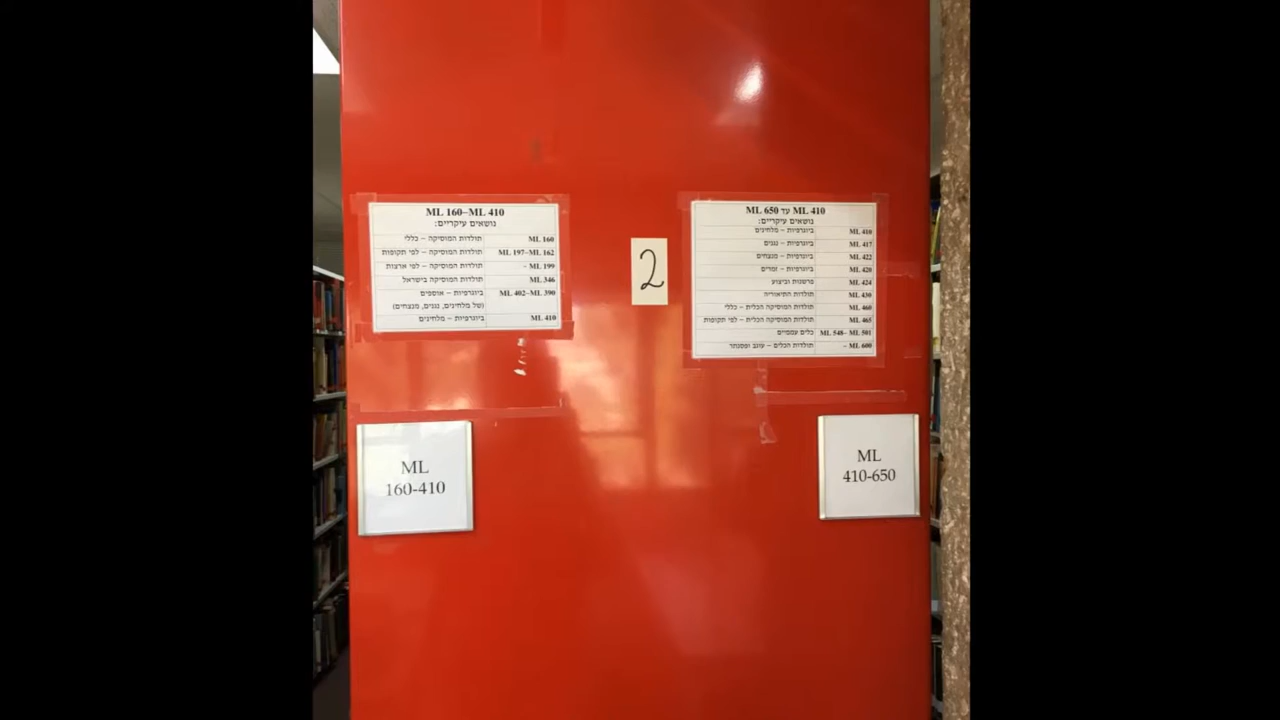 ML 160–ML 410
נושאים עיקריים:
ML 160 תולדות המוסיקה – כללי
ML 197–ML 162 תולדות המוסיקה – לפי תקופות
ML 199 - תולדות המוסיקה – לפי ארצות
ML 346 תולדות המוסיקה בישראל
ML 402–ML 390 ביוגרפיות – אוספים
(של מלחינים, נגנים, מנצחים)
ML 410 ביוגרפיות – מלחינים
2
ML 410 עד ML 650
נושאים עיקריים:
ML 410 ביוגרפיות – מלחינים
ML 417 ביוגרפיות – נגנים
ML 422 ביוגרפיות – מנצחים
ML 420 ביוגרפיות – זמרים
ML 424 פרשנות וביצוע
ML 430 תולדות התיאוריה
ML 460 תולדות המוסיקה הכלית – כללי
ML 465 תולדות המוסיקה הכלית – לפי תקופות
ML 548– ML 501 כלים עממיים
ML 600 - תולדות הכלים – עוגב ופסנתר
ML
160-410
ML
410-650